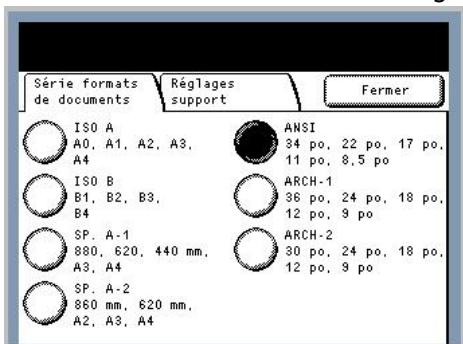 Série formats
de documents
Réglages
support
Fermer
ISO A
A0, A1, A2, A3,
A4
ISO B
B1, B2, B3,
B4
SP. A-1
880, 620, 440 mm,
A3, A4
SP. A-2
860 mm, 620 mm,
A2, A3, A4
ANSI
34 po, 22 po, 17 po,
11 po, 8,5 po
ARCH-1
36 po, 24 po, 18 po,
12 po, 9 po
ARCH-2
30 po, 24 po, 18 po,
12 po, 9 po